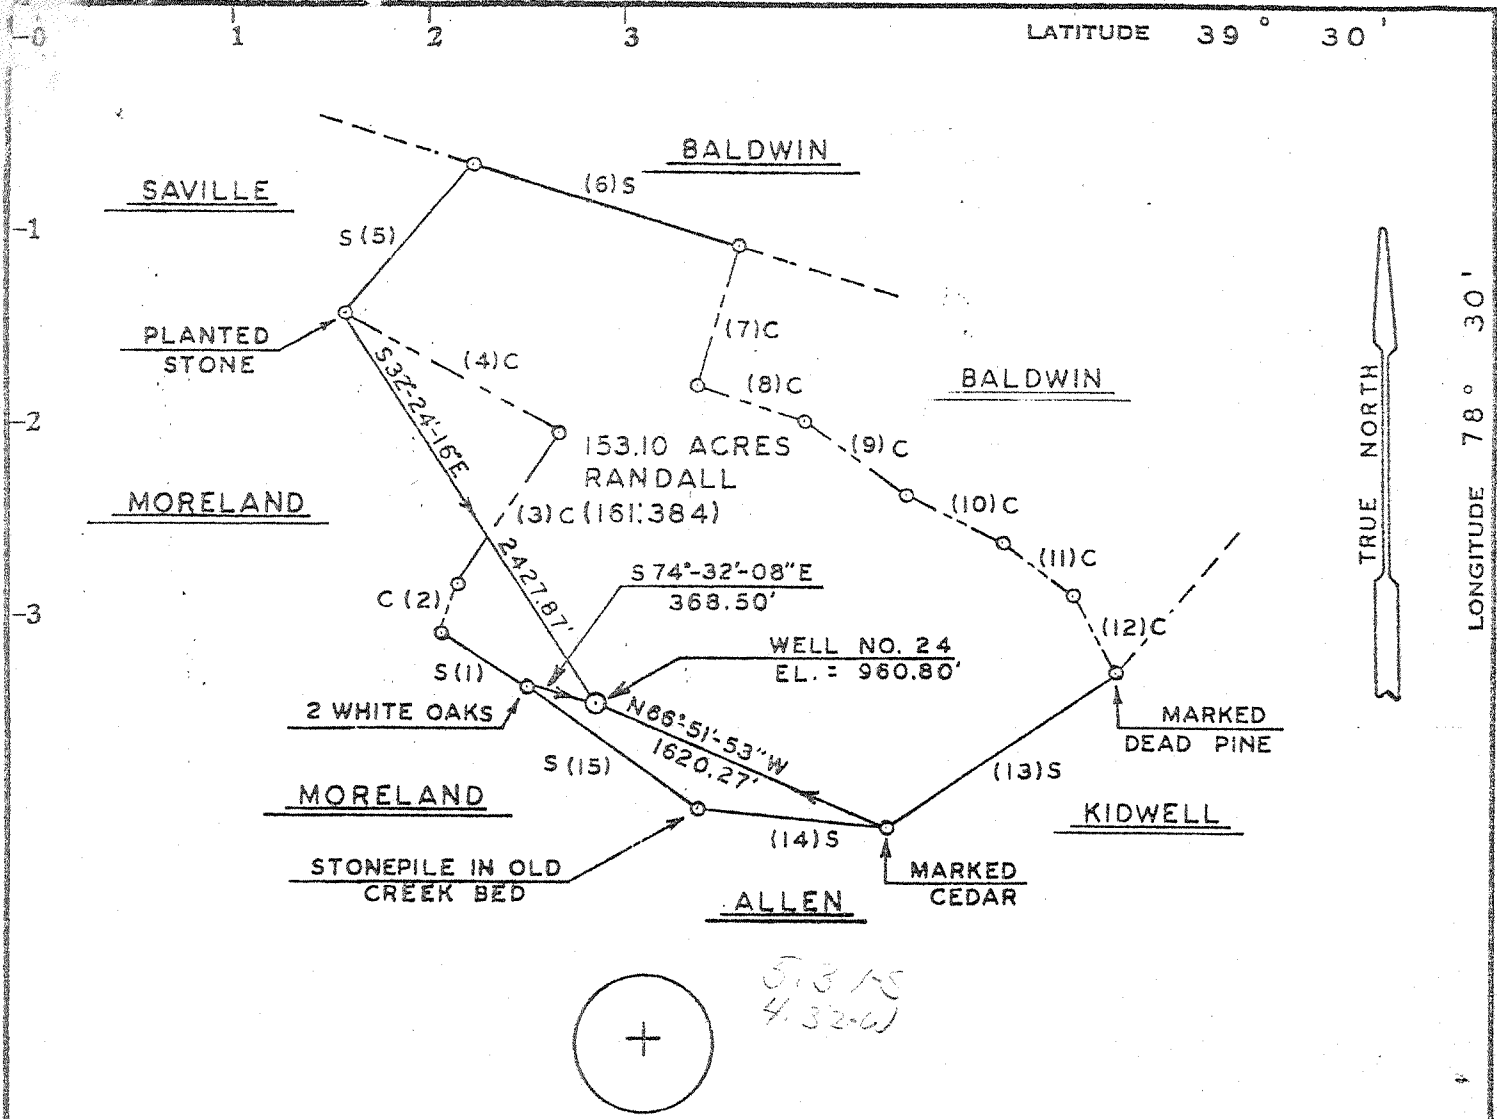 -0 1 2 3 LATITUDE 39° 30'
BALDWIN
SAVILLE
(6)S
-1
S(5)
LONGITUDE 78° 30'
TRUE NORTH
PLANTED
STONE
(7)C
(4)C
(8)C
BALDWIN
S32°-24'-16"E
2427.87'
-2
153.10 ACRES
RANDALL
(3)C (161:384)
(9)C
MORELAND
(10)C
(11)C
S 74°-32'-08"E
368.50'
C(2)
-3
(12)C
WELL NO. 24
EL. = 960.80'
S(1)
2 WHITE OAKS
N66°-51'-53"W
1620.27'
MARKED
DEAD PINE
S(15)
(13)S
MORELAND
KIDWELL
(14)S
STONEPILE IN OLD
CREEK BED
MARKED
CEDAR
ALLEN
4.32-W